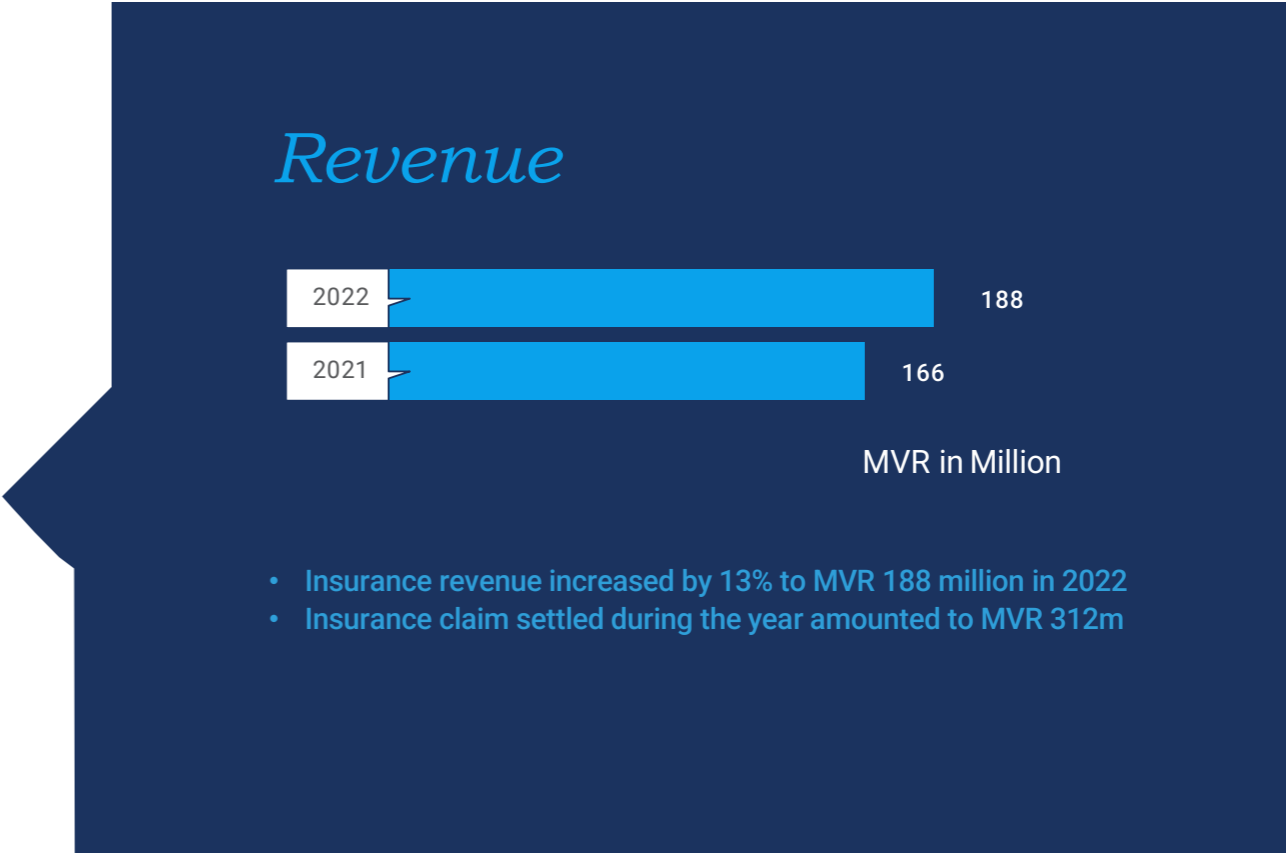 Revenue
2022 188
2021 166
MVR in Million
• Insurance revenue increased by 13% to MVR 188 million in 2022
• Insurance claim settled during the year amounted to MVR 312m